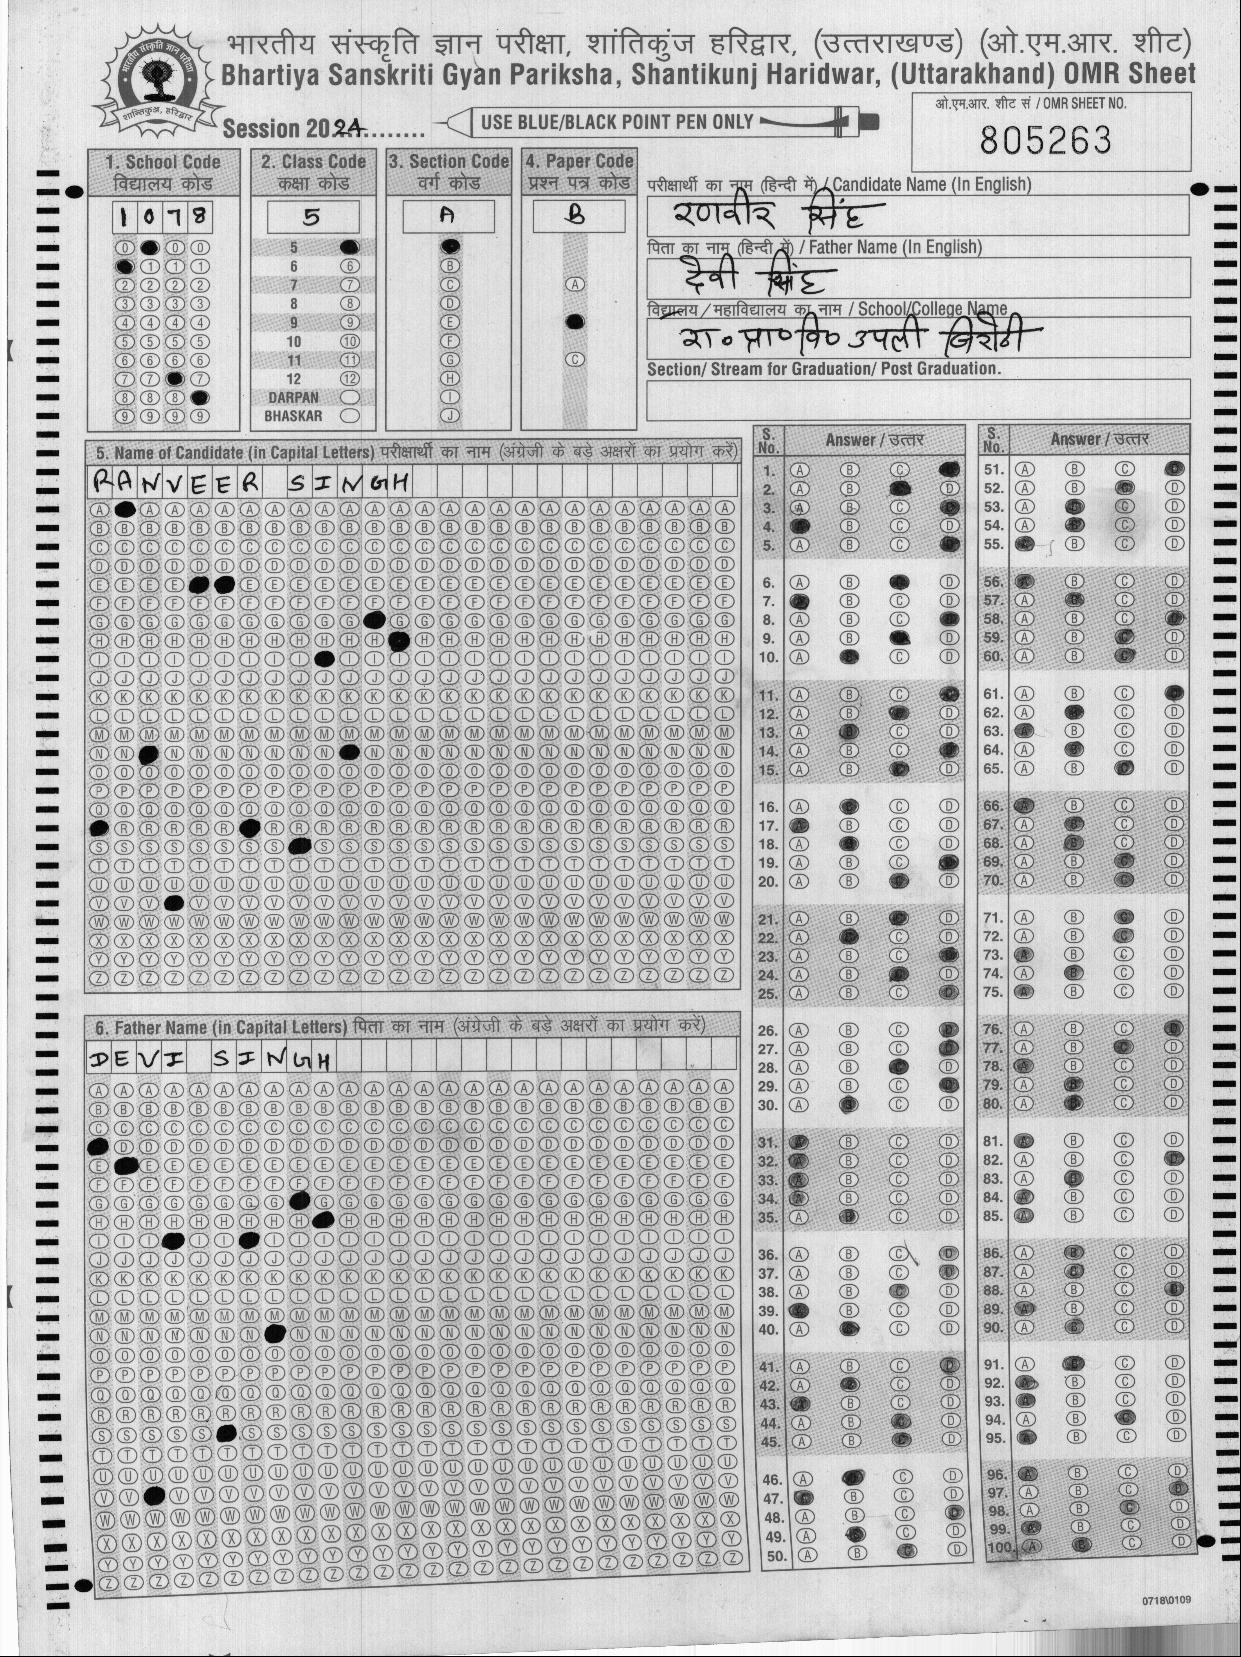 भारतीय संस्कृति ज्ञान परीक्षा, शांतिकुंज हरिद्वार, (उत्तराखण्ड) (ओ.एम.आर. शीट)
Bhartiya Sanskriti Gyan Pariksha, Shantikunj Haridwar, (Uttarakhand) OMR Sheet
Session 2024........
USE BLUE/BLACK POINT PEN ONLY
ओ.एम.आर. शीट सं / OMR SHEET NO.
805263
1. School Code
विद्यालय कोड
1078
2. Class Code
कक्षा कोड
5
3. Section Code
वर्ग कोड
A
4. Paper Code
प्रश्न पत्र कोड
B
5
6
7
8
9
10
11
12
DARPAN
BHASKAR
परीक्षार्थी का नाम (हिन्दी में) / Candidate Name (In English)
रणवीर सिंह
पिता का नाम (हिन्दी में) / Father Name (In English)
देवी सिंह
विद्यालय / महाविद्यालय का नाम / School/College Name
रा० प्रा० वि० उपली
Section/ Stream for Graduation/ Post Graduation.
5. Name of Candidate (in Capital Letters) परीक्षार्थी का नाम (अंग्रेजी के बड़े अक्षरों का प्रयोग करें)
RANVEER SINGH
6. Father Name (in Capital Letters) पिता का नाम (अंग्रेजी के बड़े अक्षरों का प्रयोग करें)
DEVI SINGH
S. No. Answer / उत्तर
S. No. Answer / उत्तर
0718\0109